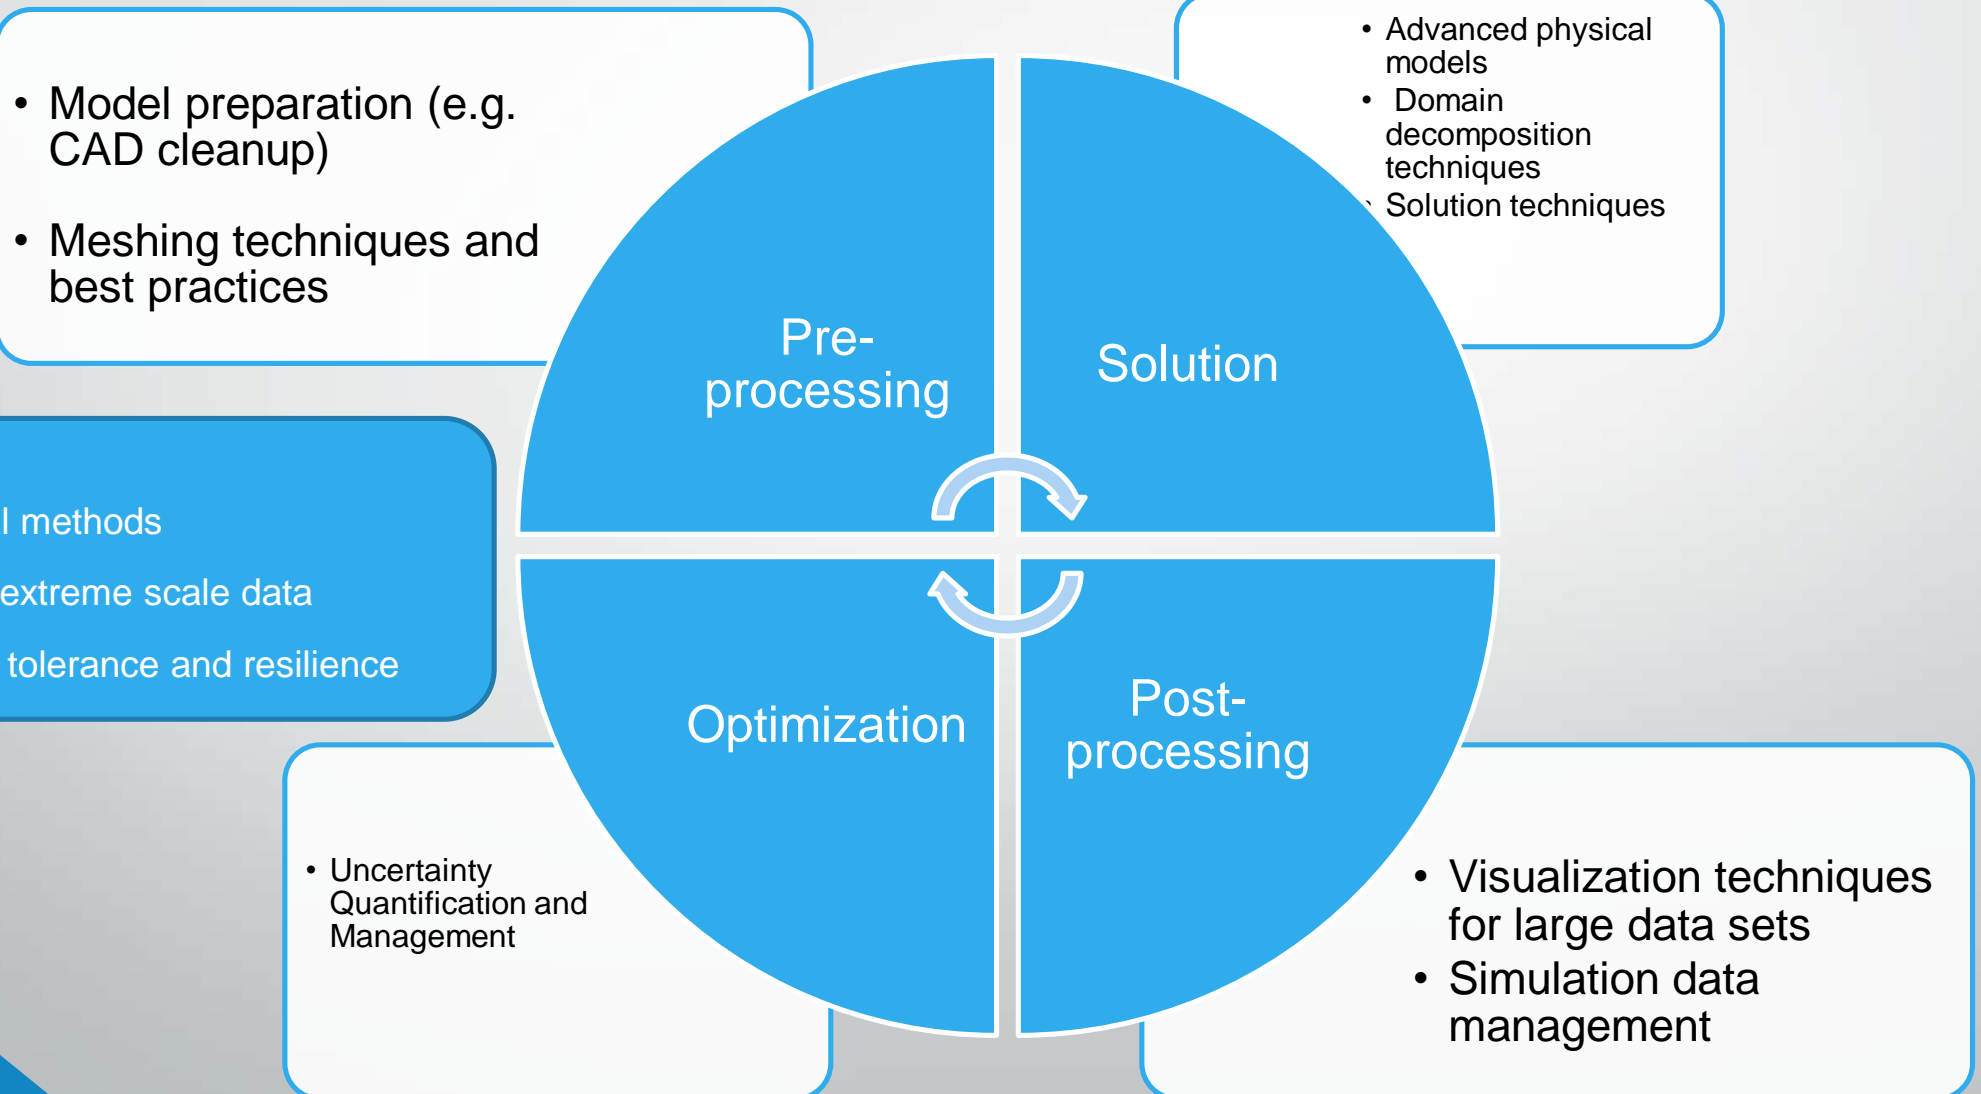 • Model preparation (e.g.
CAD cleanup)
• Meshing techniques and
best practices
• Advanced physical
models
• Domain
decomposition
techniques
• Solution techniques
Pre-
processing
Solution
methods
extreme scale data
tolerance and resilience
Optimization
Post-
processing
• Uncertainty
Quantification and
Management
• Visualization techniques
for large data sets
• Simulation data
management